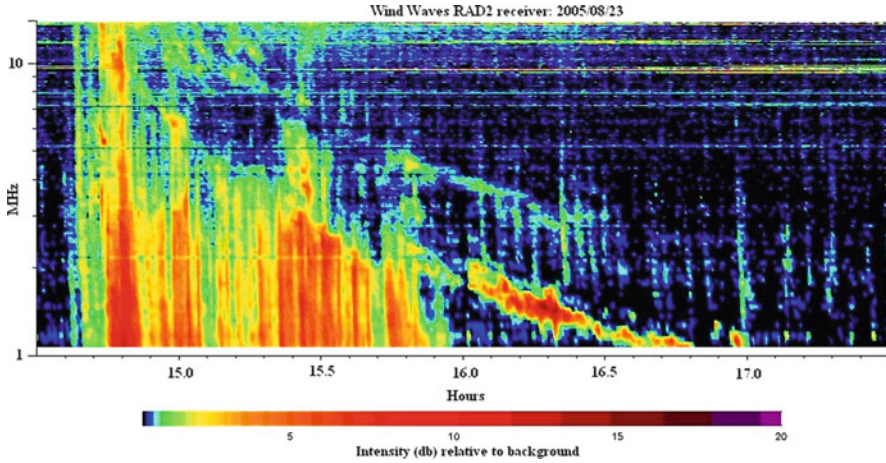 Wind Waves RAD2 receiver: 2005/08/23
10
MHz
1
15.0 15.5 16.0 16.5 17.0
Hours
5 10 15 20
Intensity (db) relative to background